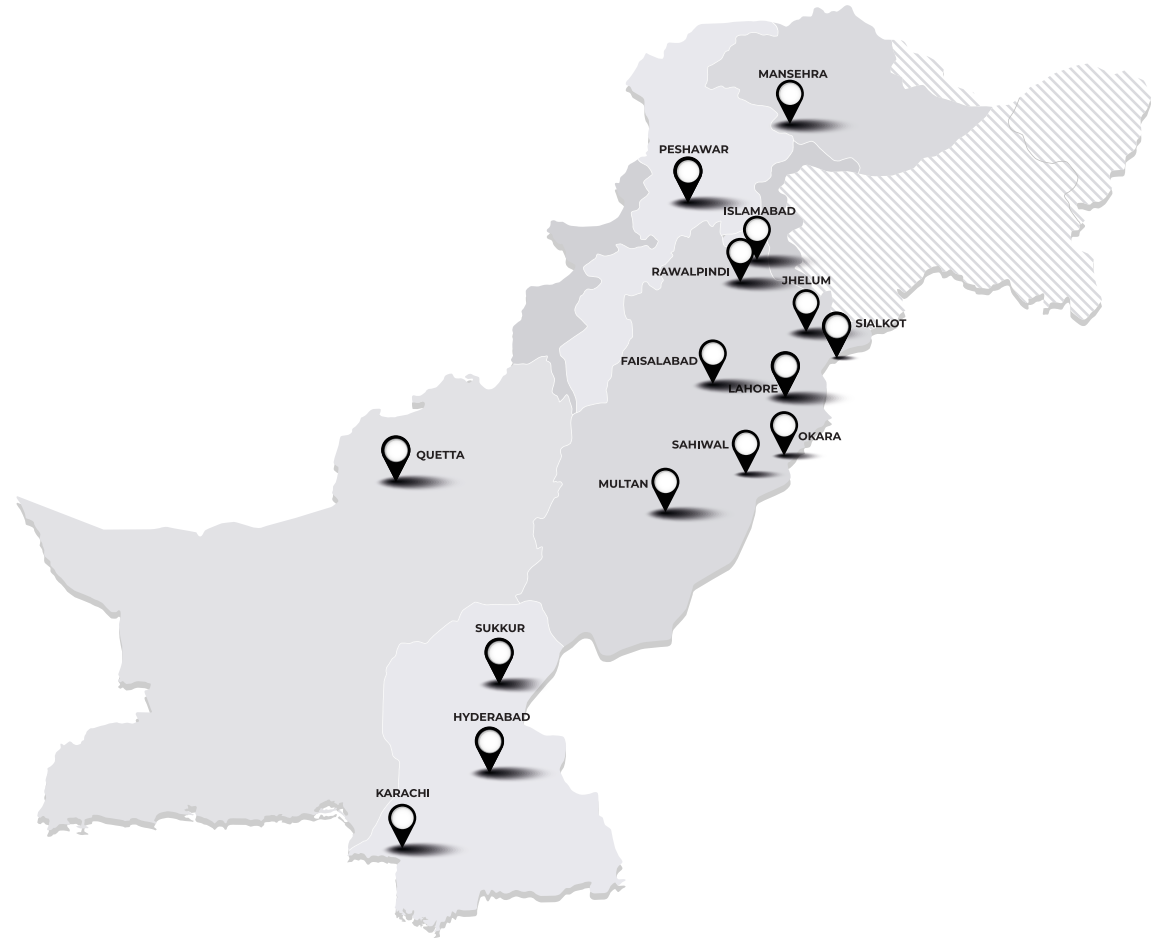 MANSEHRA
PESHAWAR
ISLAMABAD
RAWALPINDI
JHELUM
SIALKOT
FAISALABAD
LAHORE
OKARA
SAHIWAL
QUETTA
MULTAN
SUKKUR
HYDERABAD
KARACHI